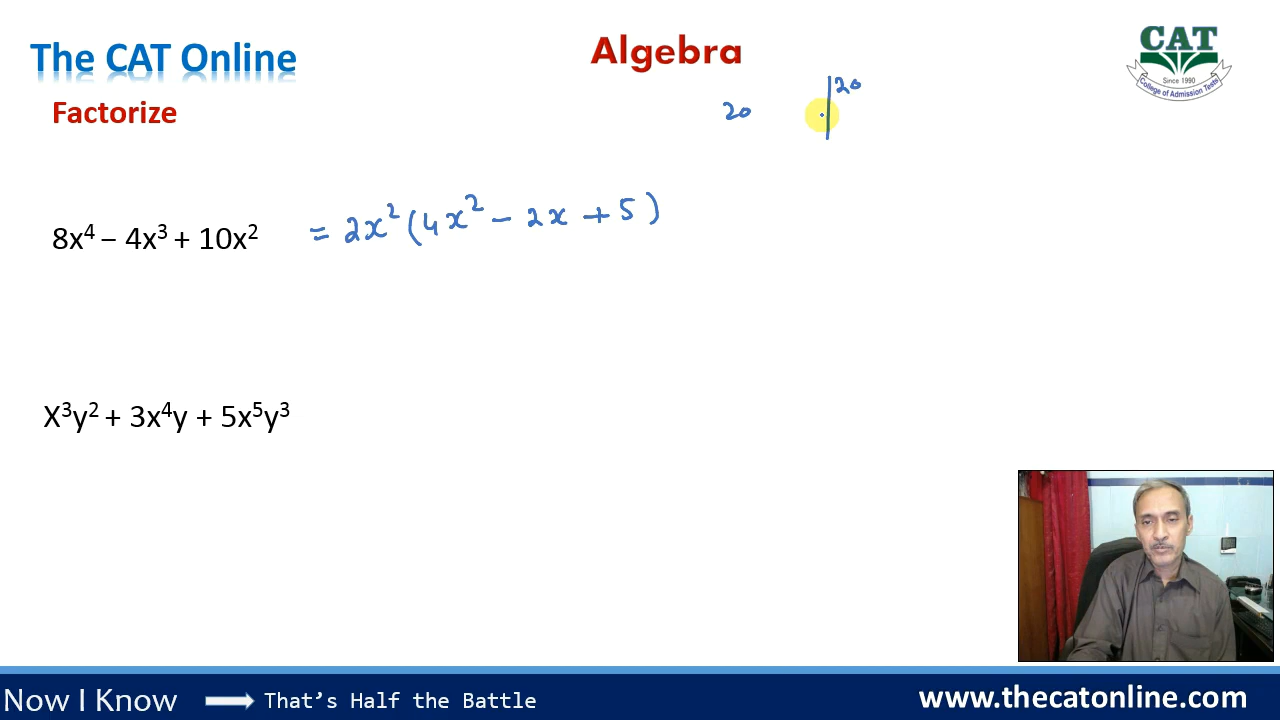 The CAT Online
Algebra
CAT
Since 1990
College of Admission Tests
Factorize
20
20
8x⁴ – 4x³ + 10x² = 2x²(4x² – 2x + 5)
X³y² + 3x⁴y + 5x⁵y³
Now I Know That's Half the Battle
www.thecatonline.com